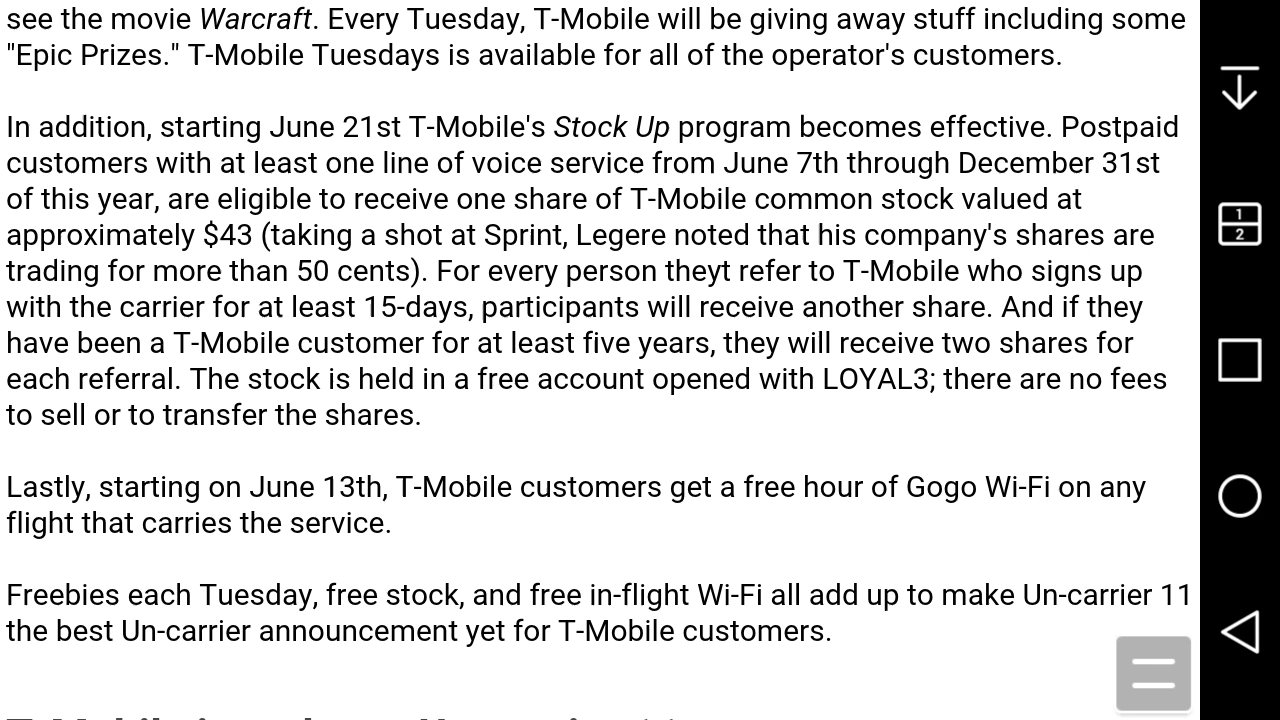 see the movie Warcraft. Every Tuesday, T-Mobile will be giving away stuff including some
"Epic Prizes." T-Mobile Tuesdays is available for all of the operator's customers.
In addition, starting June 21st T-Mobile's Stock Up program becomes effective. Postpaid
customers with at least one line of voice service from June 7th through December 31st
of this year, are eligible to receive one share of T-Mobile common stock valued at
approximately $43 (taking a shot at Sprint, Legere noted that his company's shares are
trading for more than 50 cents). For every person theyt refer to T-Mobile who signs up
with the carrier for at least 15-days, participants will receive another share. And if they
have been a T-Mobile customer for at least five years, they will receive two shares for
each referral. The stock is held in a free account opened with LOYAL3; there are no fees
to sell or to transfer the shares.
Lastly, starting on June 13th, T-Mobile customers get a free hour of Gogo Wi-Fi on any
flight that carries the service.
Freebies each Tuesday, free stock, and free in-flight Wi-Fi all add up to make Un-carrier 11
the best Un-carrier announcement yet for T-Mobile customers.
1
2